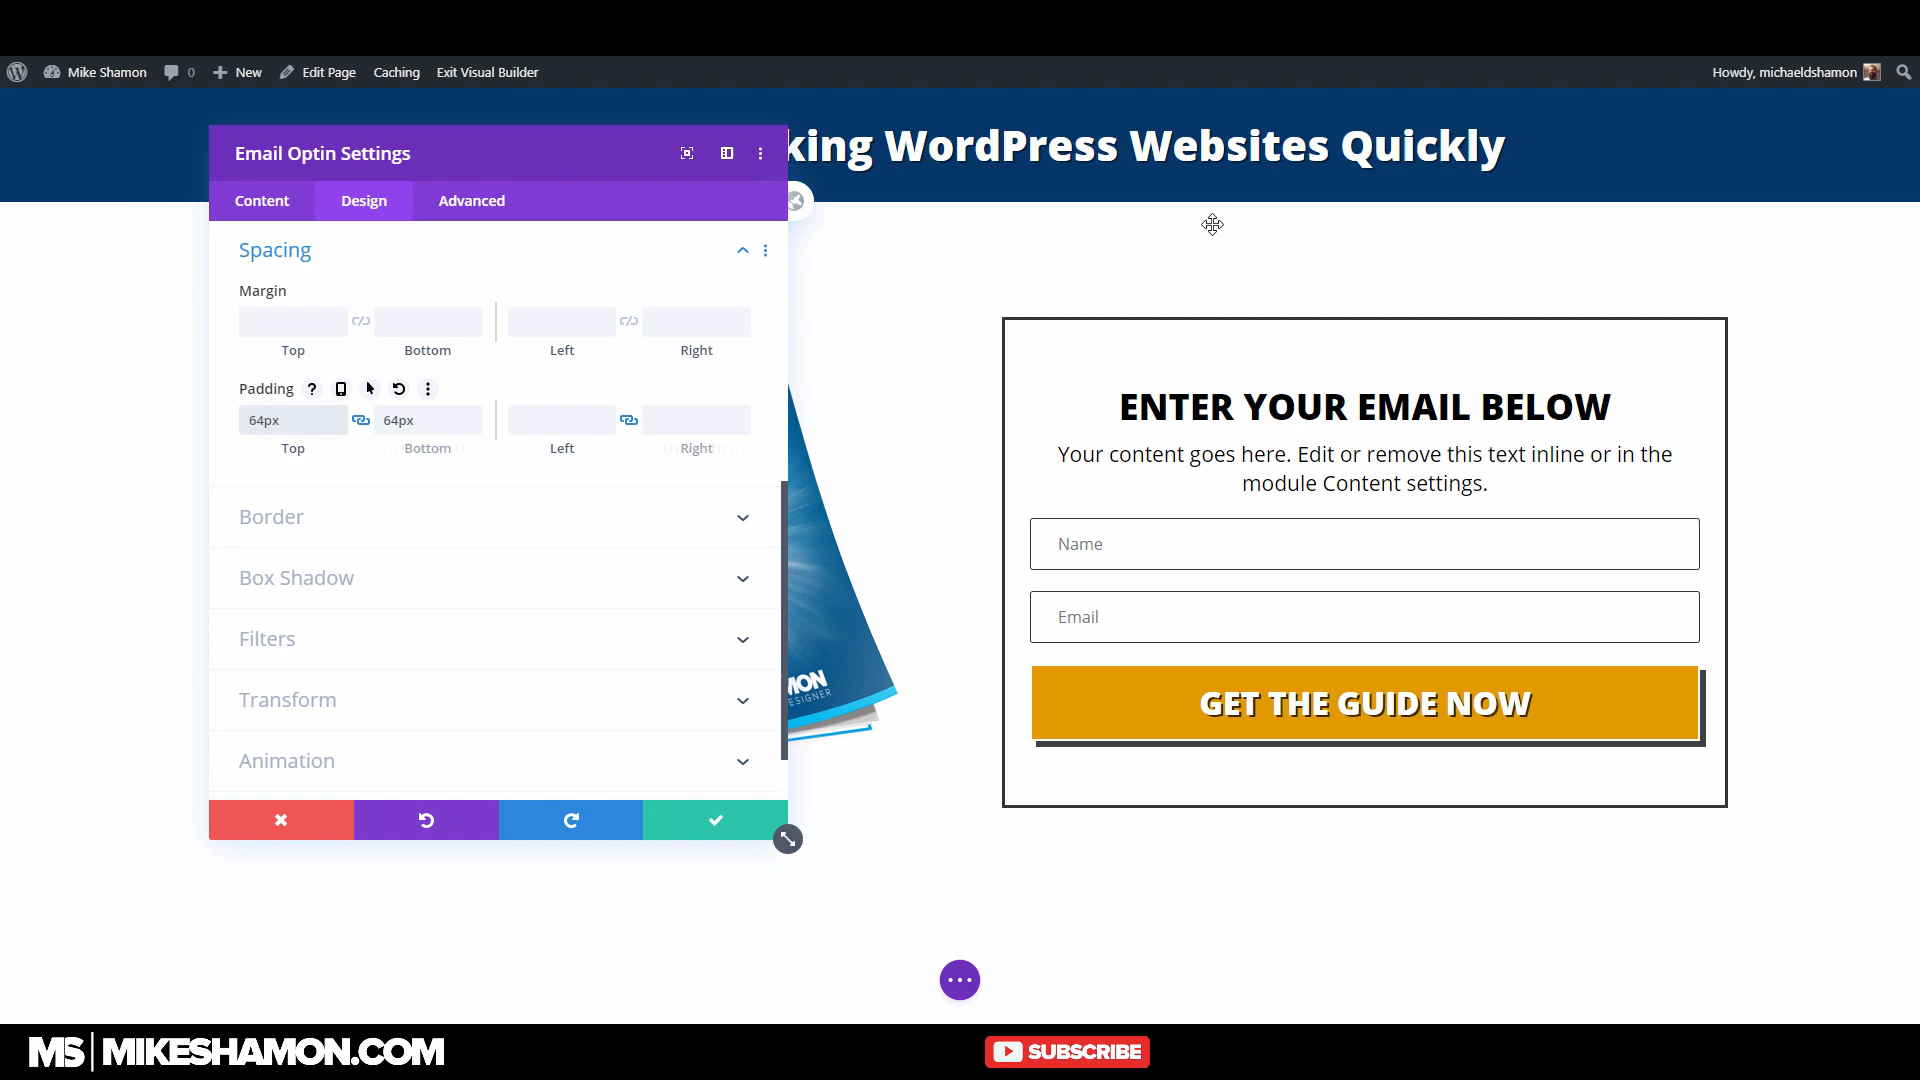 Mike Shamon 0 New Edit Page Caching Exit Visual Builder Howdy, michaeldshamon
king WordPress Websites Quickly
Email Optin Settings
Content Design Advanced
Spacing
Margin
Top Bottom Left Right
Padding ?
64px 64px
Top Bottom Left Right
Border
Box Shadow
Filters
Transform
Animation
MON
ESIGNER
ENTER YOUR EMAIL BELOW
Your content goes here. Edit or remove this text inline or in the
module Content settings.
Name
Email
GET THE GUIDE NOW
MS MIKESHAMON.COM
SUBSCRIBE